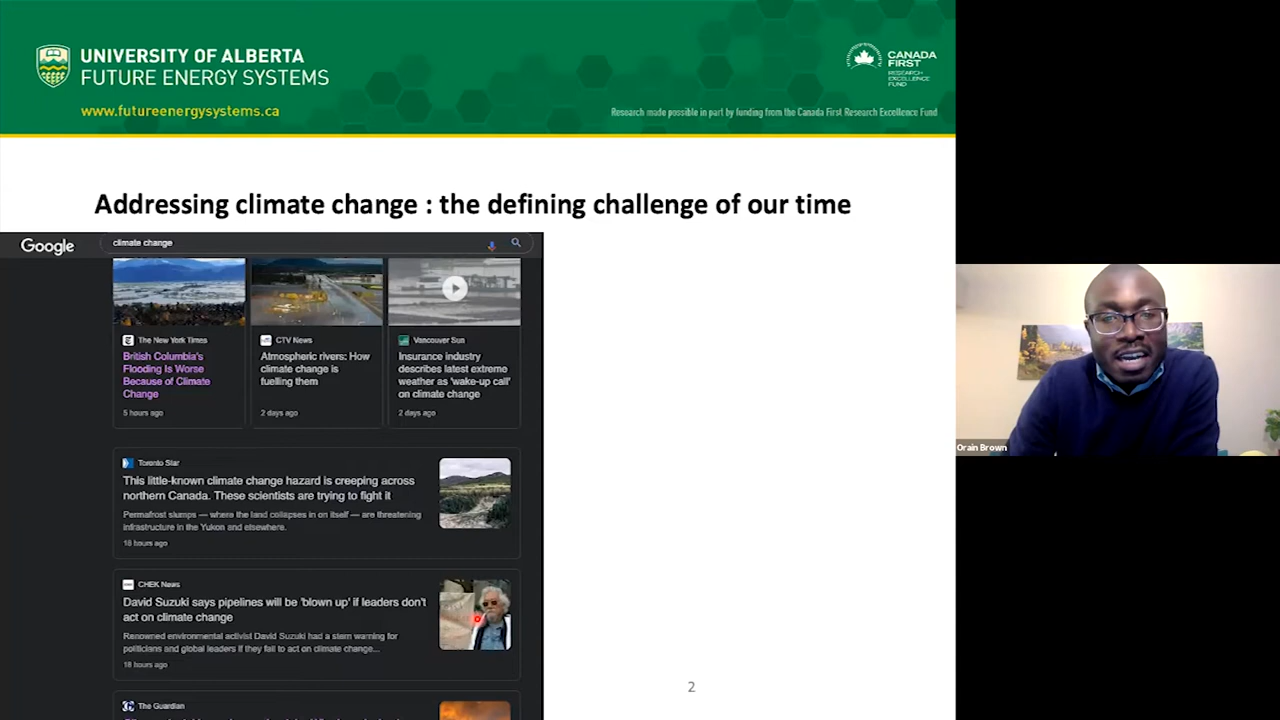 UNIVERSITY OF ALBERTA
FUTURE ENERGY SYSTEMS
www.futureenergysystems.ca
CANADA
FIRST
RESEARCH
EXCELLENCE
FUND
Research made possible in part by funding from the Canada First Research Excellence Fund
Addressing climate change : the defining challenge of our time
Google
climate change
The New York Times
British Columbia's
Flooding Is Worse
Because of Climate
Change
5 hours ago
CTV News
Atmospheric rivers: How
climate change is
fuelling them
2 days ago
Vancouver Sun
Insurance industry
describes latest extreme
weather as 'wake-up call'
on climate change
2 days ago
Toronto Star
This little-known climate change hazard is creeping across
northern Canada. These scientists are trying to fight it
Permafrost slumps — where the land collapses in on itself — are threatening
infrastructure in the Yukon and elsewhere.
18 hours ago
CHEK News
David Suzuki says pipelines will be 'blown up' if leaders don't
act on climate change
Renowned environmental activist David Suzuki had a stern warning for
politicians and global leaders if they fail to act on climate change...
18 hours ago
The Guardian
2
Orain Brown